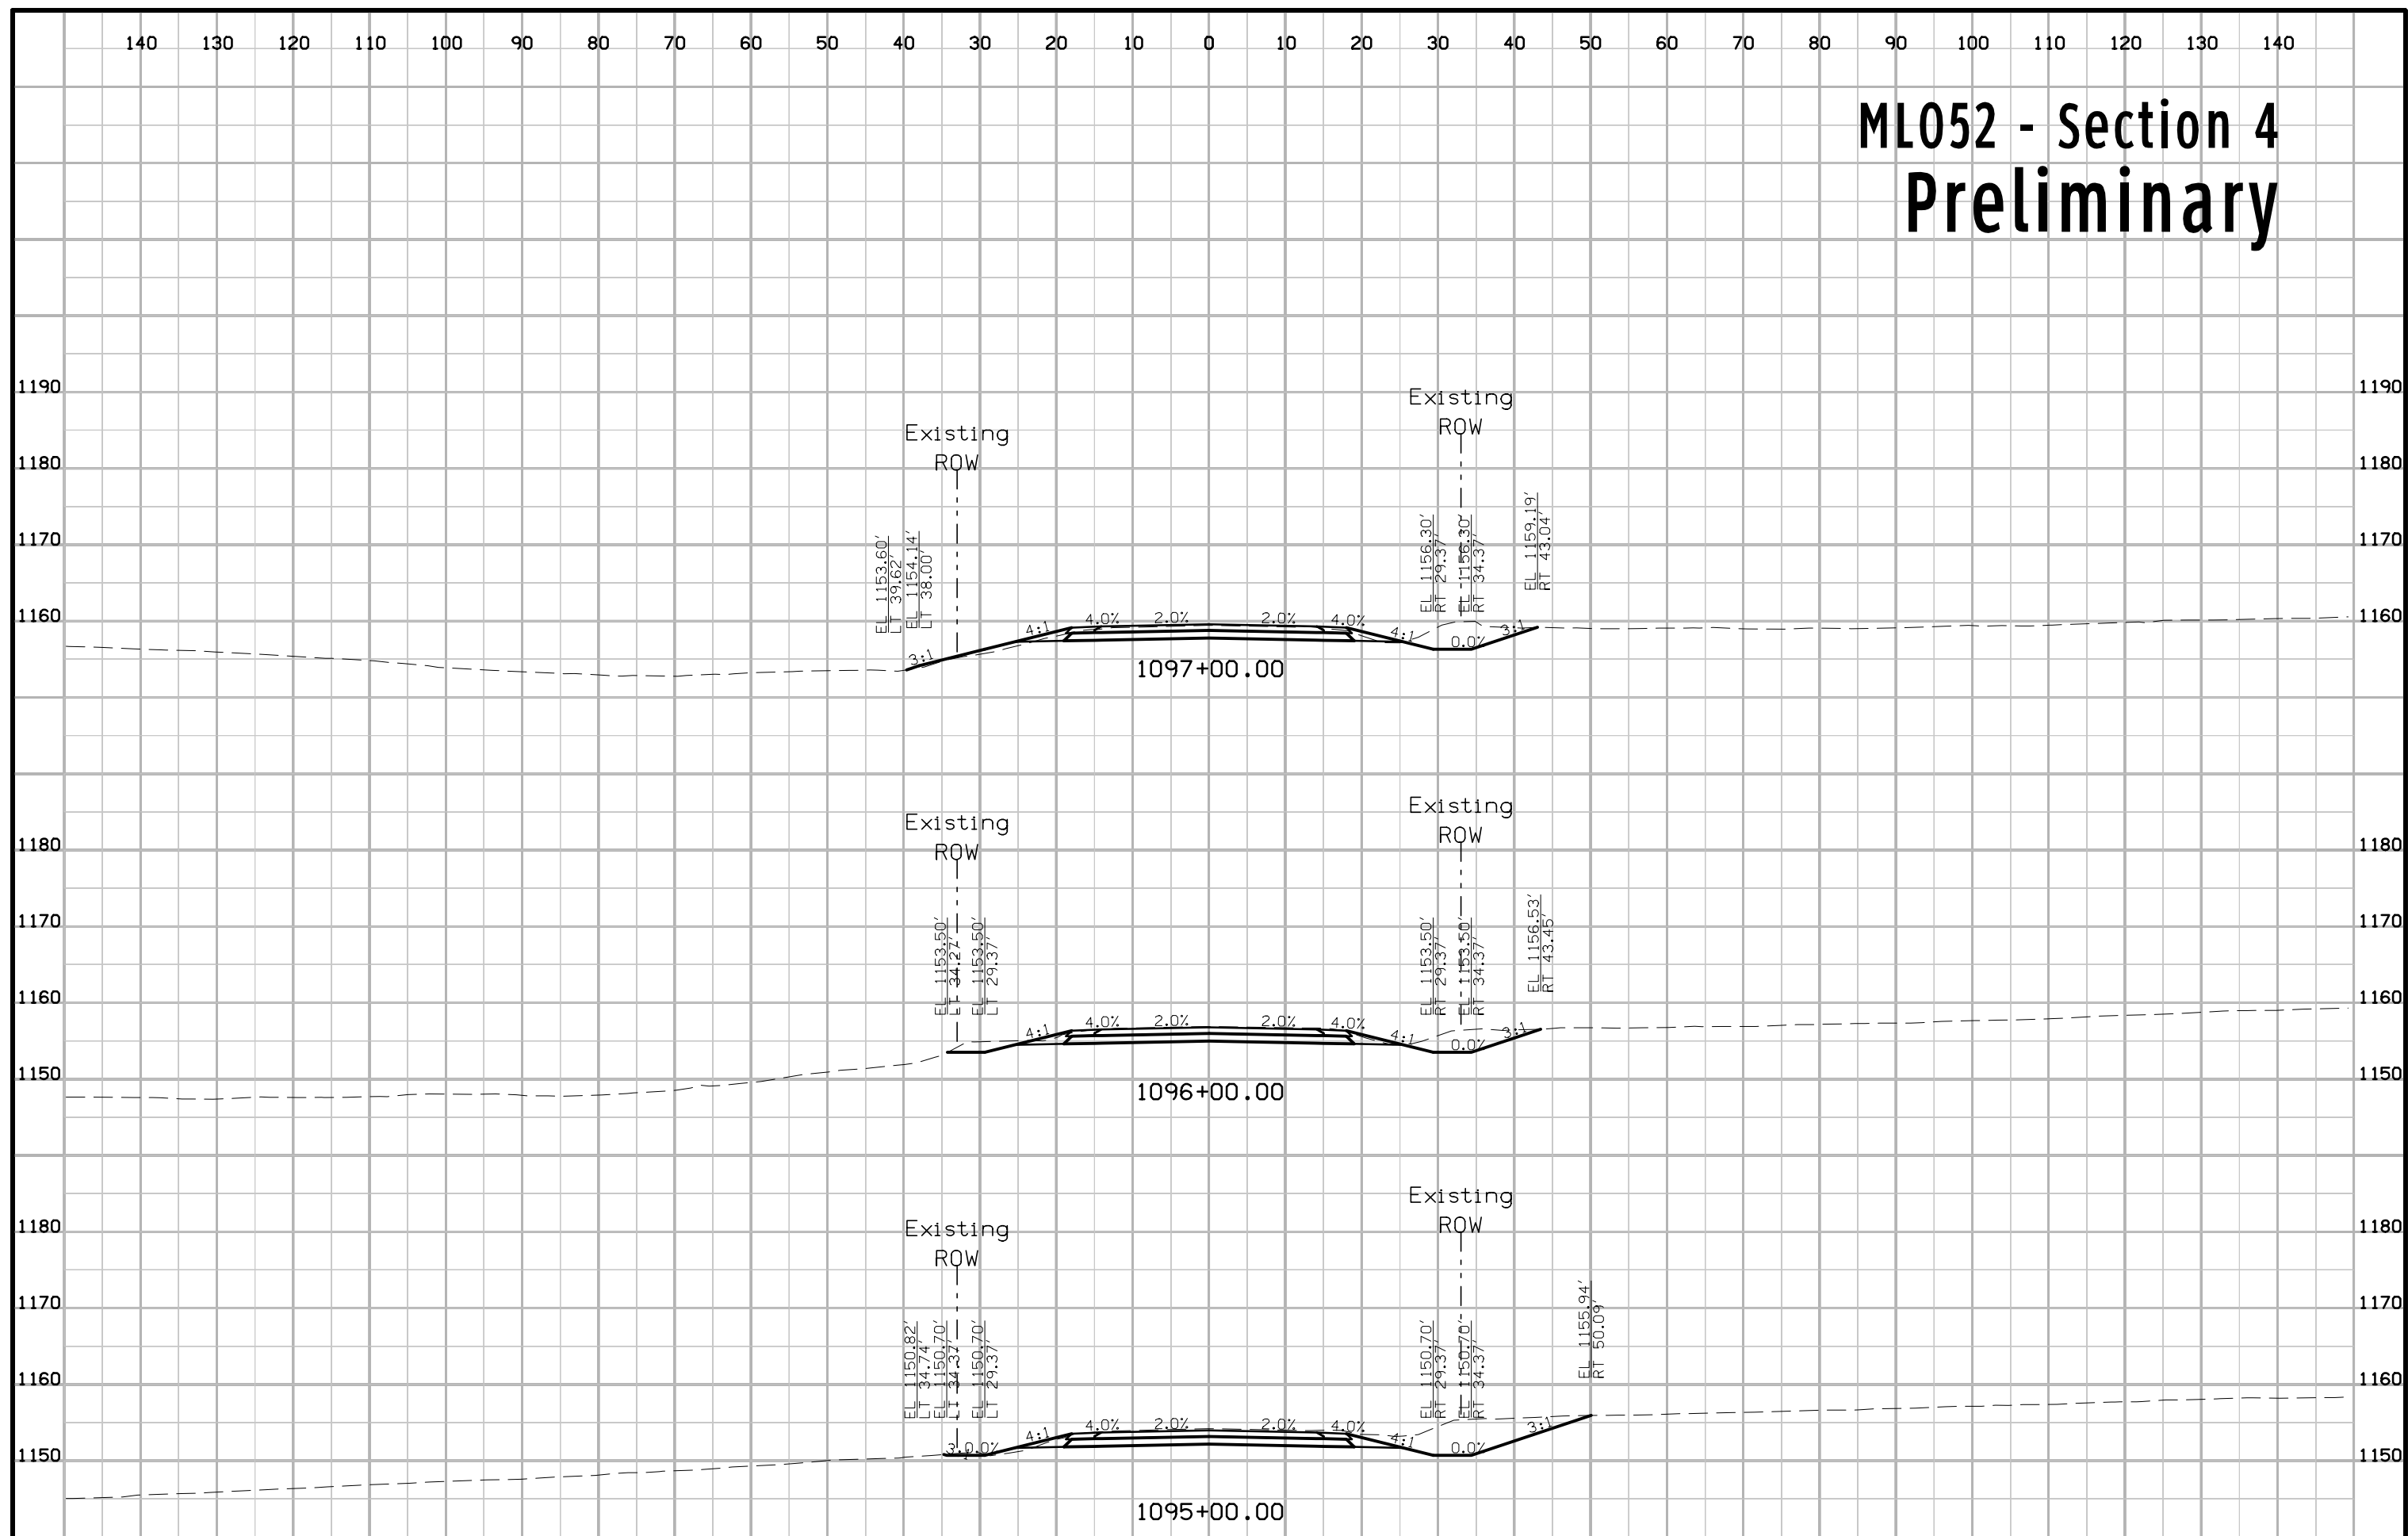 140 130 120 110 100 90 80 70 60 50 40 30 20 10 0 10 20 30 40 50 60 70 80 90 100 110 120 130 140
ML052 - Section 4
Preliminary
1190 1190
Existing
ROW
Existing
ROW
1180 1180
1170 1170
EL 1153.60'
LT 39.62'
EL 1154.14'
LT 38.00'
EL 1156.30'
RT 29.37'
EL 1156.30'
RT 34.37'
EL 1159.19'
RT 43.04'
1160 1160
3:1 4:1 4.0% 2.0% 2.0% 4.0% 4:1 0.0% 3:1
1097+00.00
Existing
ROW
Existing
ROW
1180 1180
1170 1170
EL 1153.50'
LT 34.27'
EL 1153.50'
LT 29.37'
EL 1153.50'
RT 29.37'
EL 1153.50'
RT 34.37'
EL 1156.53'
RT 43.45'
1160 1160
4:1 4.0% 2.0% 2.0% 4.0% 4:1 0.0% 3:1
1150 1150
1096+00.00
Existing
ROW
Existing
ROW
1180 1180
1170 1170
EL 1150.82'
LT 34.74'
EL 1150.70'
LT 34.37'
EL 1150.70'
LT 29.37'
EL 1150.70'
RT 29.37'
EL 1150.70'
RT 34.37'
EL 1155.94'
RT 50.09'
1160 1160
0.0% 4:1 4.0% 2.0% 2.0% 4.0% 4:1 0.0% 3:1
1150 1150
1095+00.00